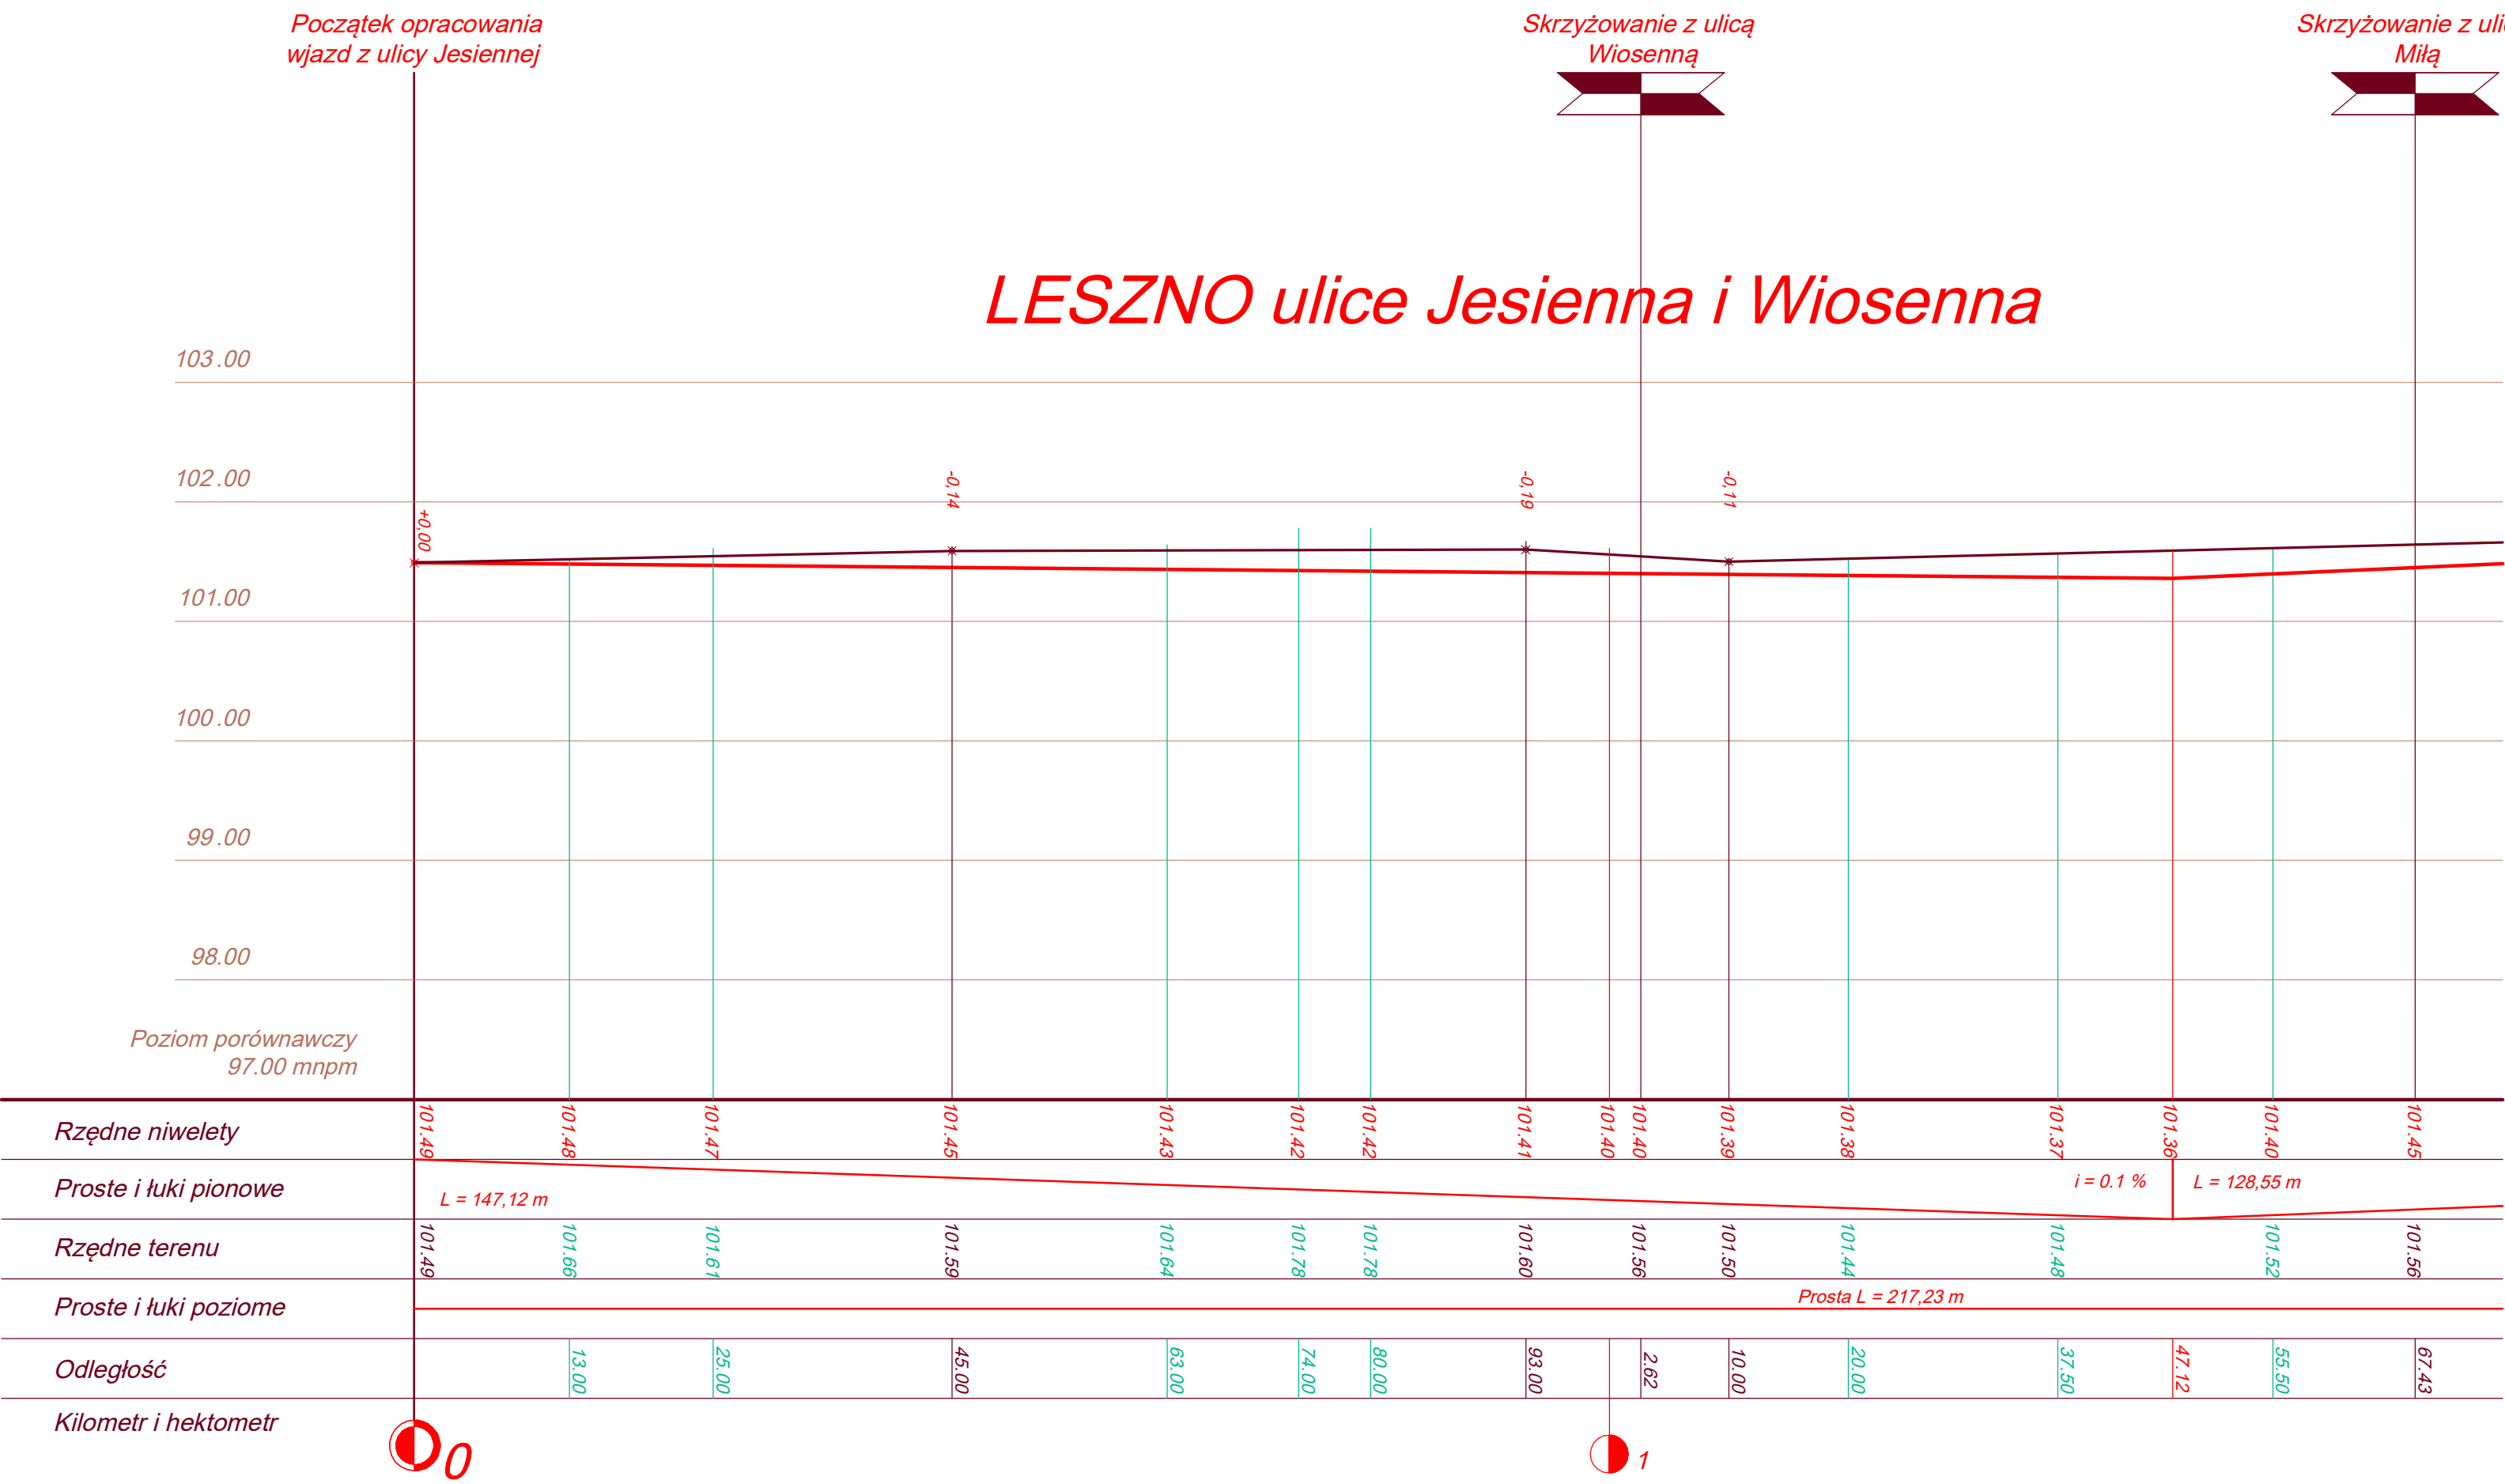 Początek opracowania
wjazd z ulicy Jesiennej
Skrzyżowanie z ulicą
Wiosenną
Skrzyżowanie z
Miłą
LESZNO ulice Jesienna i Wiosenna
103.00
102.00
101.00
100.00
99.00
98.00
+0,00
-0,14
-0,19
-0,11
Poziom porównawczy
97.00 mnpm
Rzędne niwelety
101.49
101.48
101.47
101.45
101.43
101.42
101.42
101.41
101.40
101.40
101.39
101.38
101.37
101.36
101.40
101.45
Proste i łuki pionowe
L = 147,12 m
i = 0.1 %
L = 128,55 m
Rzędne terenu
101.49
101.66
101.61
101.59
101.64
101.78
101.78
101.60
101.56
101.50
101.44
101.48
101.52
101.56
Proste i łuki poziome
Prosta L = 217,23 m
Odległość
13.00
25.00
45.00
63.00
74.00
80.00
93.00
2.62
10.00
20.00
37.50
47.12
55.50
67.43
Kilometr i hektometr
0
1